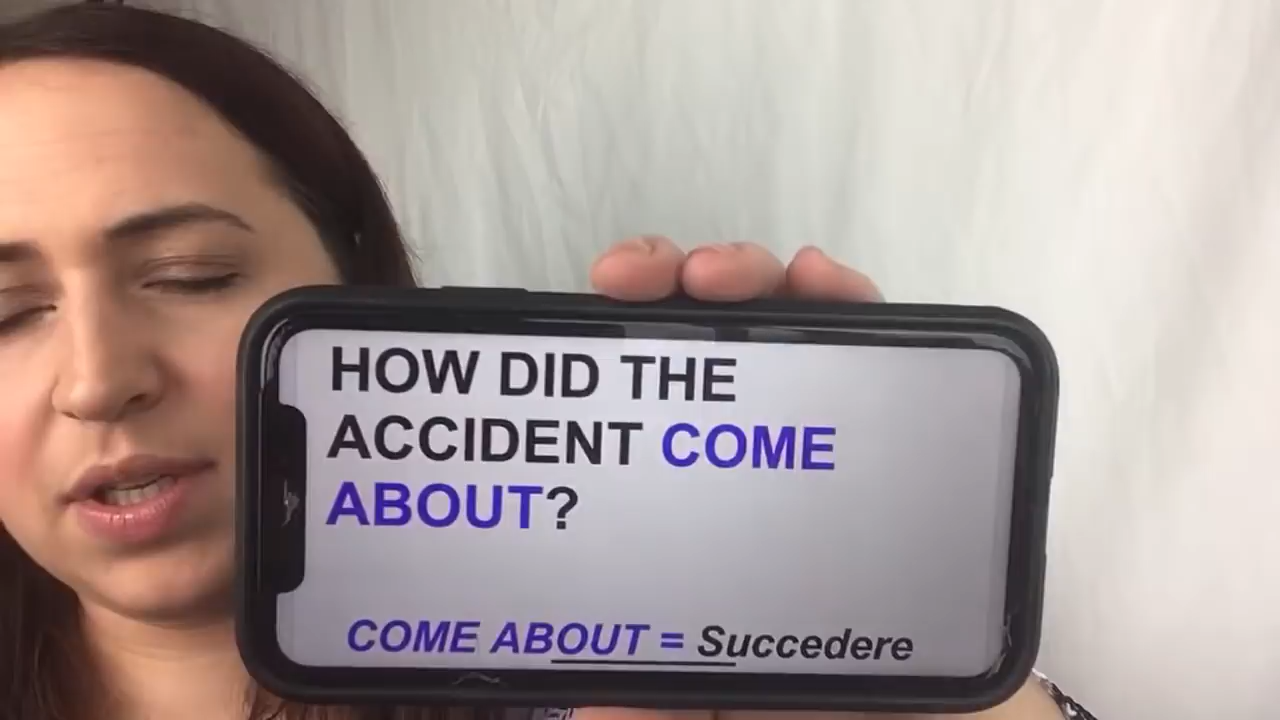 HOW DID THE
ACCIDENT COME
ABOUT?
COME ABOUT = Succedere